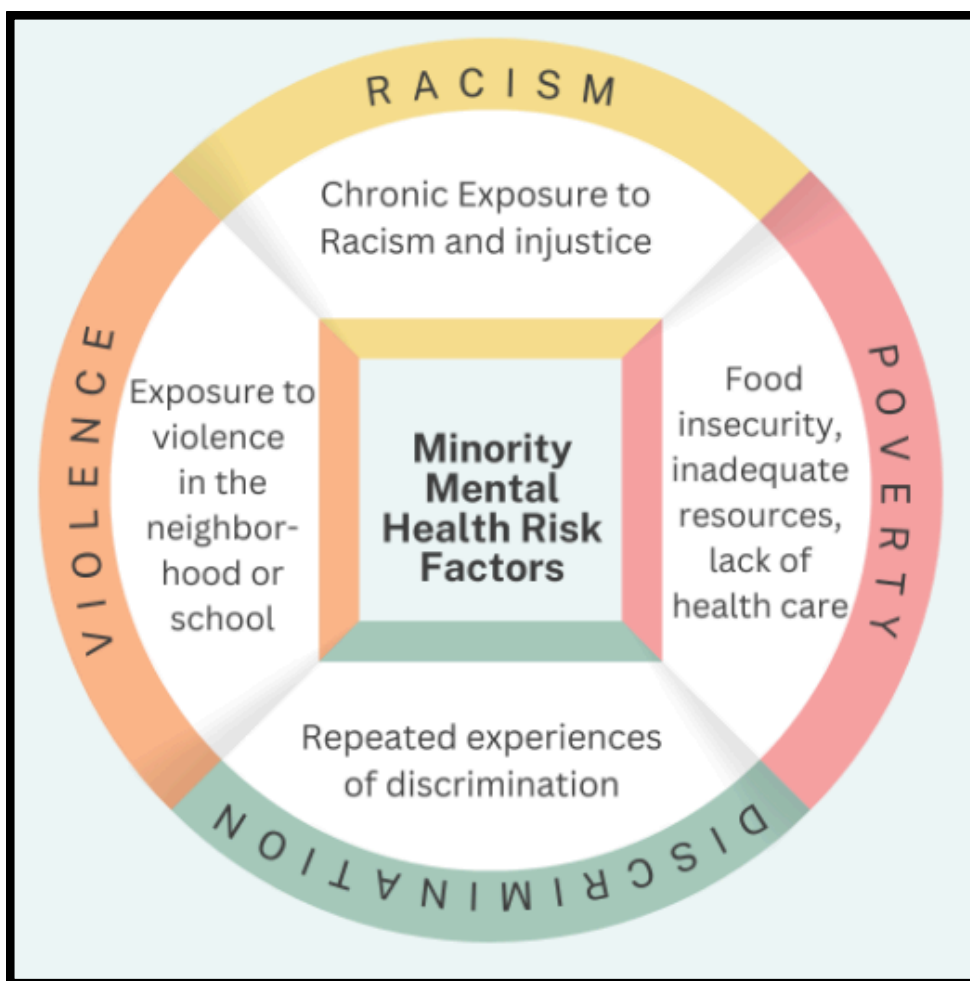 RACISM
Chronic Exposure to
Racism and injustice
VIOLENCE
Exposure to
violence
in the
neighbor-
hood or
school
Minority
Mental
Health Risk
Factors
Food
insecurity,
inadequate
resources,
lack of
health care
POVERTY
Repeated experiences
of discrimination
DISCRIMINATION